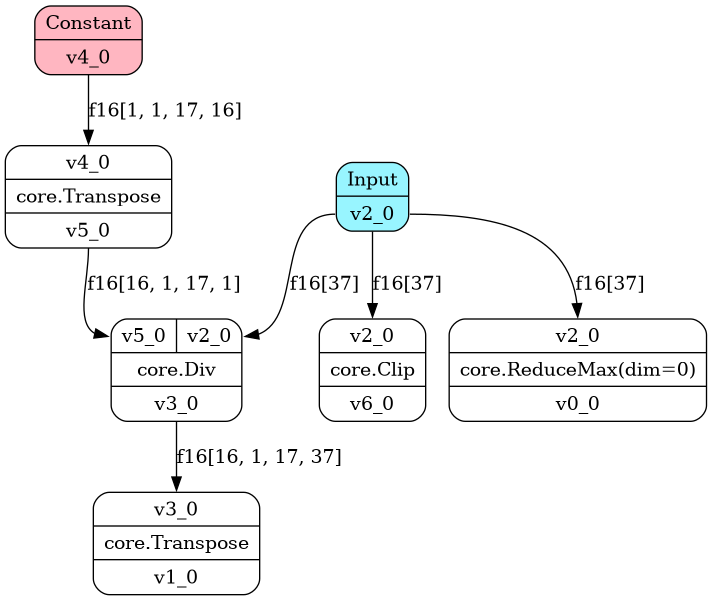 Constant
v4_0
f16[1, 1, 17, 16]
v4_0
core.Transpose
v5_0
Input
v2_0
f16[16, 1, 17, 1]
f16[37]
f16[37]
f16[37]
v5_0 v2_0
core.Div
v3_0
v2_0
core.Clip
v6_0
v2_0
core.ReduceMax(dim=0)
v0_0
f16[16, 1, 17, 37]
v3_0
core.Transpose
v1_0